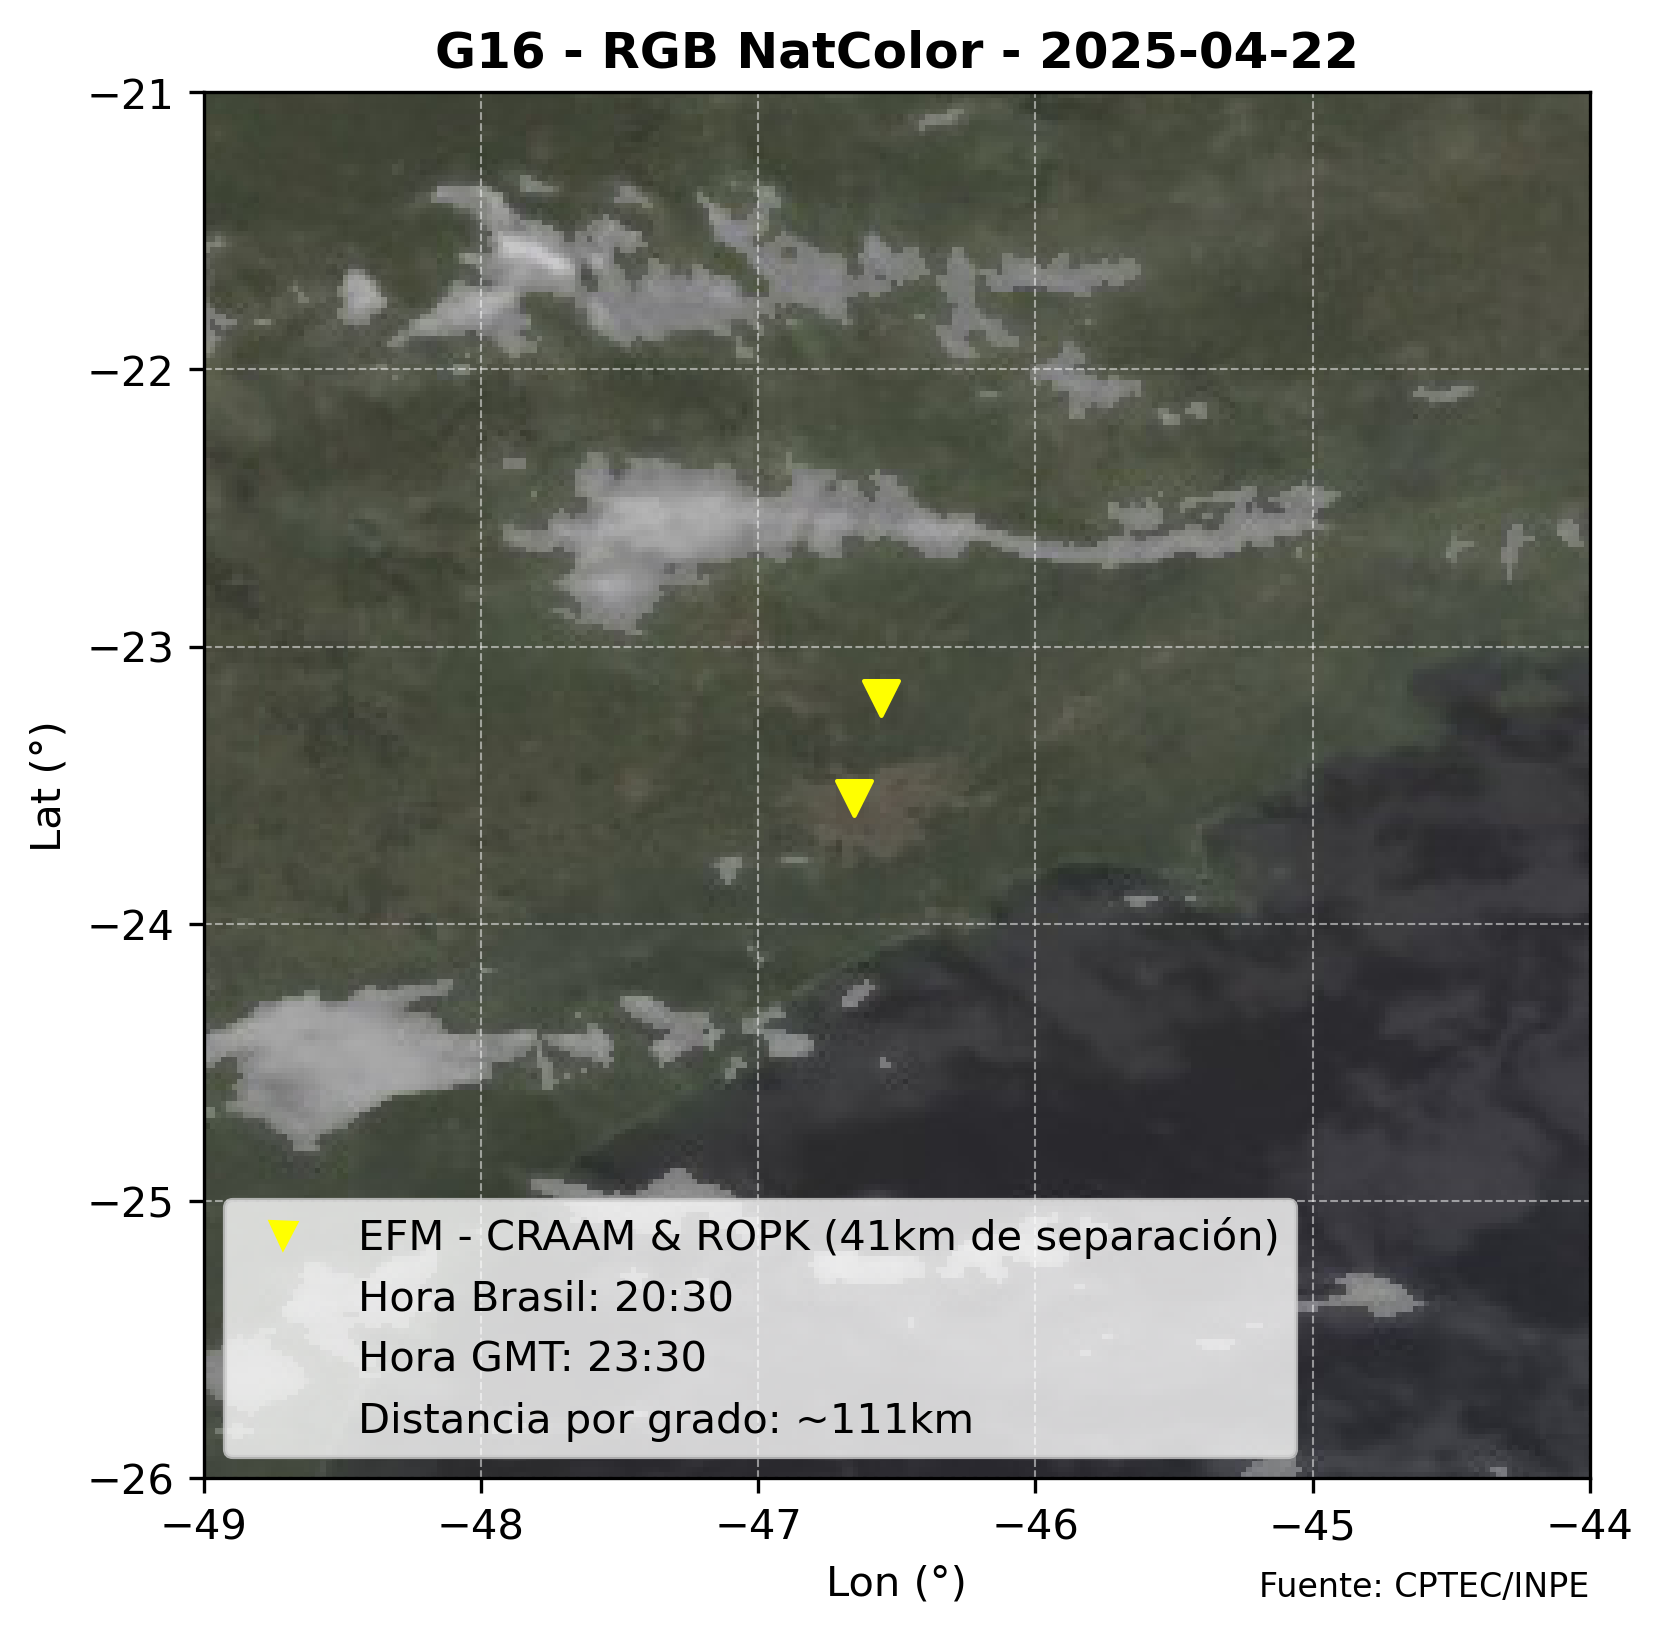 G16 - RGB NatColor - 2025-04-22
−21
−22
−23
−24
−25
−26
Lat (°)
EFM - CRAAM & ROPK (41km de separación)
Hora Brasil: 20:30
Hora GMT: 23:30
Distancia por grado: ~111km
−49 −48 −47 −46 −45 −44
Lon (°)
Fuente: CPTEC/INPE